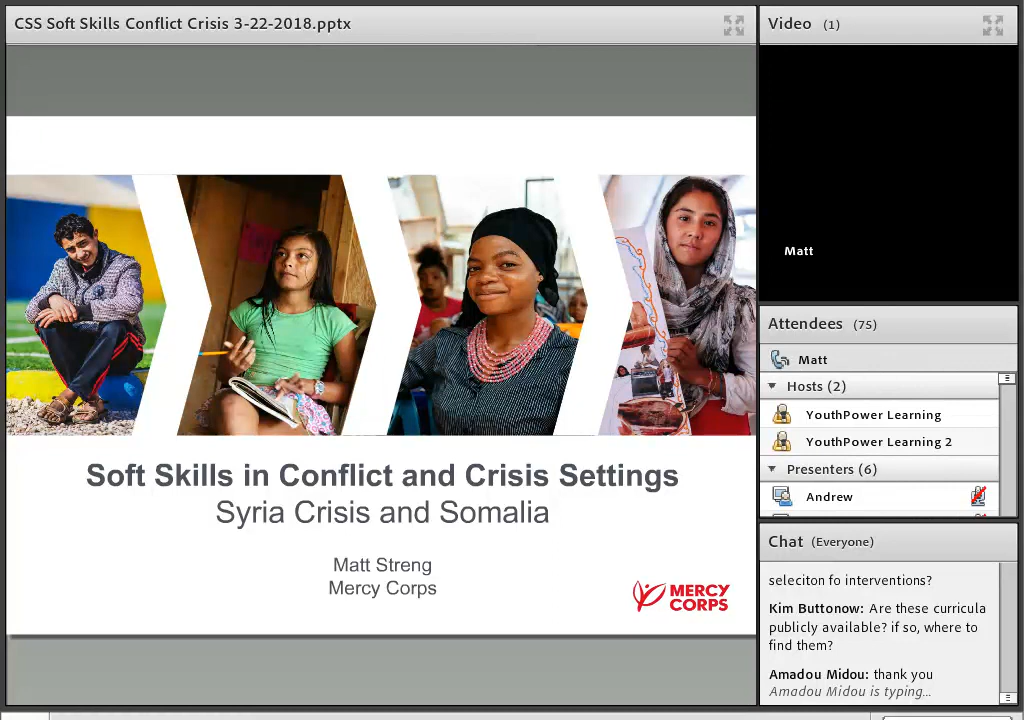 CSS Soft Skills Conflict Crisis 3-22-2018.pptx
Soft Skills in Conflict and Crisis Settings
Syria Crisis and Somalia
Matt Streng
Mercy Corps
MERCY
CORPS
Video (1)
Matt
Attendees (75)
Matt
Hosts (2)
YouthPower Learning
YouthPower Learning 2
Presenters (6)
Andrew
Chat (Everyone)
seleciton fo interventions?
Kim Buttonow: Are these curricula
publicly available? if so, where to
find them?
Amadou Midou: thank you
Amadou Midou is typing...